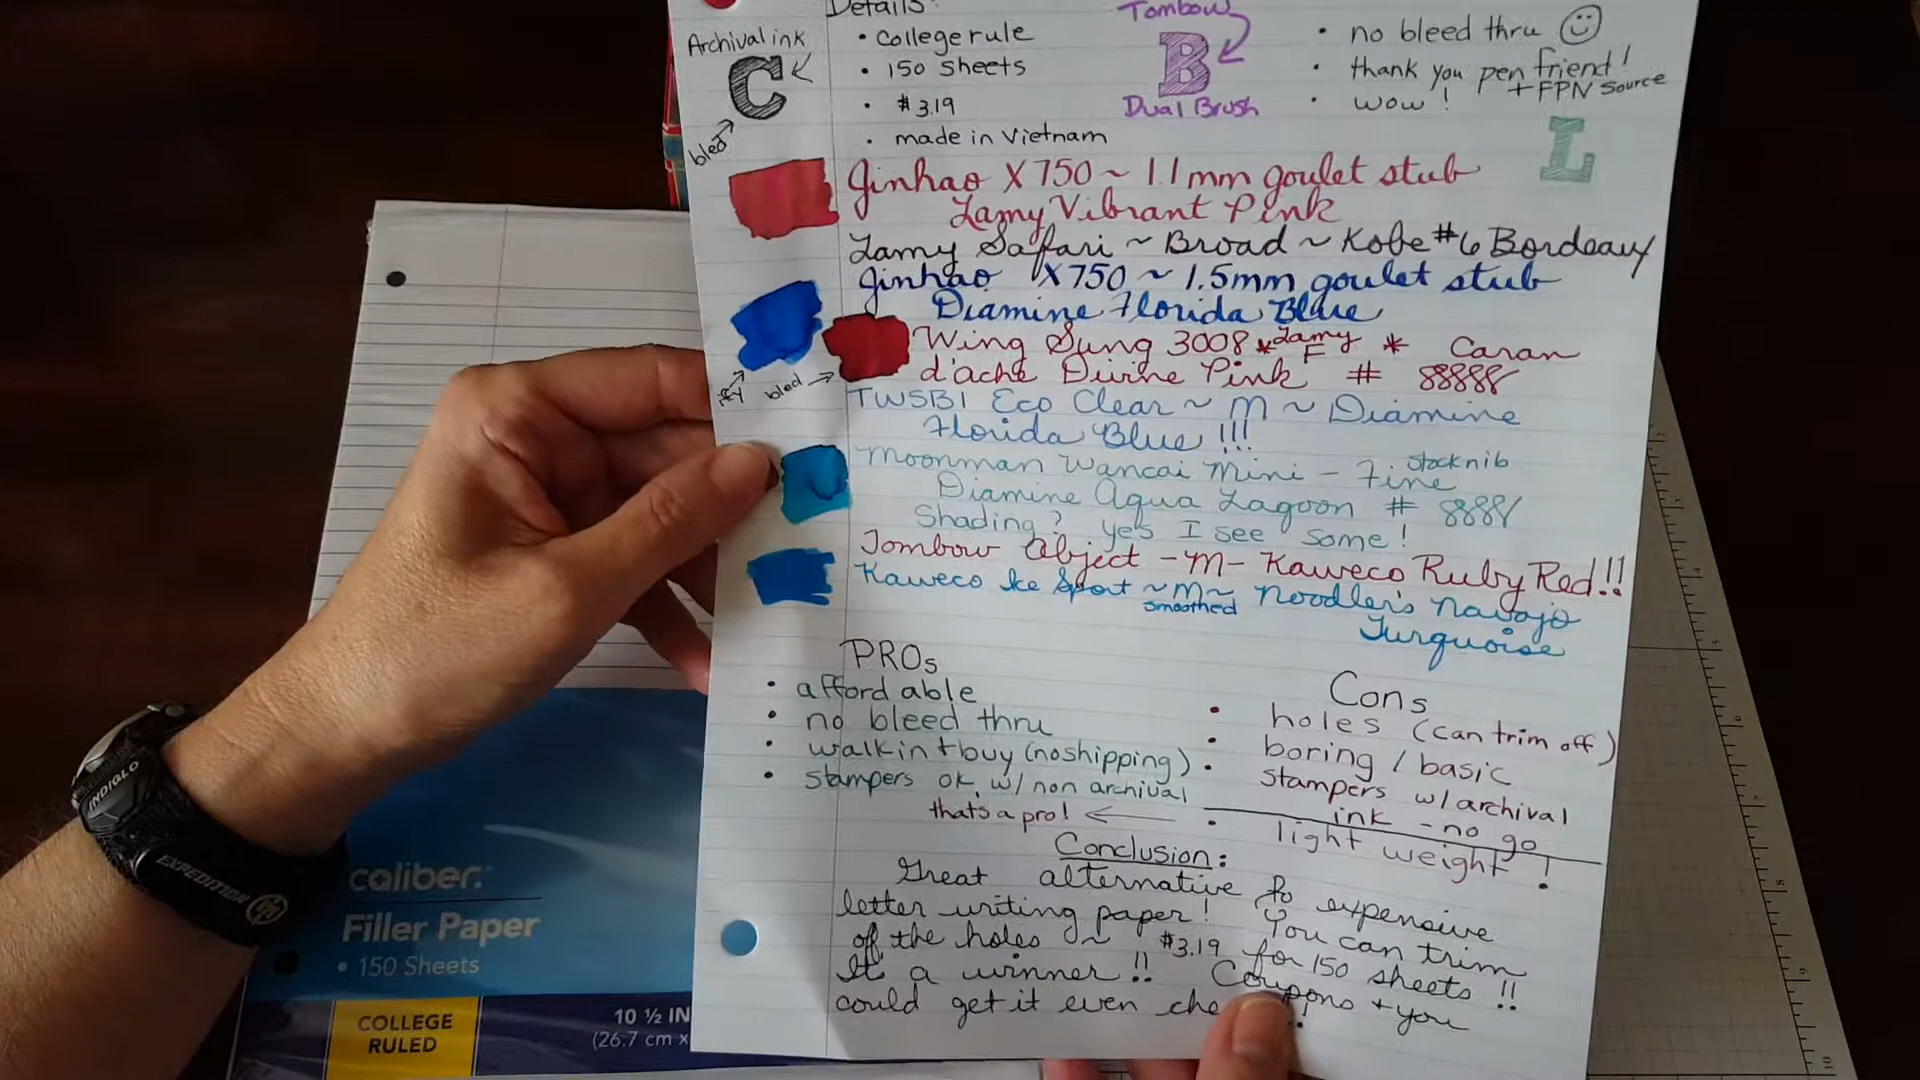 Details:
Archival ink
C
bled
• College rule
• 150 Sheets
• $3.19
• made in Vietnam
Tombow
B
Dual Brush
• no bleed thru
• thank you pen friend!
+ FPN source
• wow!
L
Jinhao X750 ~ 1.1mm goulet stub
Lamy Vibrant Pink
Lamy Safari ~ Broad ~ Kobe #6 Bordeaux
Jinhao X750 ~ 1.5mm goulet stub
Diamine Florida Blue
Wing Sung 3008 * Lamy F * Caran
d'ache Divine Pink # 88888
iffy
bled
TWSBI Eco Clear ~ M ~ Diamine
Florida Blue !!!
Moonman Wancai Mini - Fine stock nib
Diamine Aqua Lagoon # 8888
Shading? Yes I see some!
Tombow Object - M - Kaweco Ruby Red!!
Kaweco Ice Sport ~ M ~ Noodler's Navajo
smoothed
Turquoise
PROs
• affordable
• no bleed thru
• walk in + buy (no shipping)
• stampers ok w/ non archival
that's a pro!
Cons
• holes (can trim off)
• boring / basic
• stampers w/ archival
ink - no go
• light weight!
Conclusion:
Great alternative to expensive
letter writing paper! You can trim
of the holes ~ $3.19 for 150 sheets!!
It a winner!! Coupons + you
could get it even
INDIGLO
EXPEDITION
caliber.
Filler Paper
• 150 Sheets
COLLEGE
RULED
10 ½ IN
(26.7 cm x